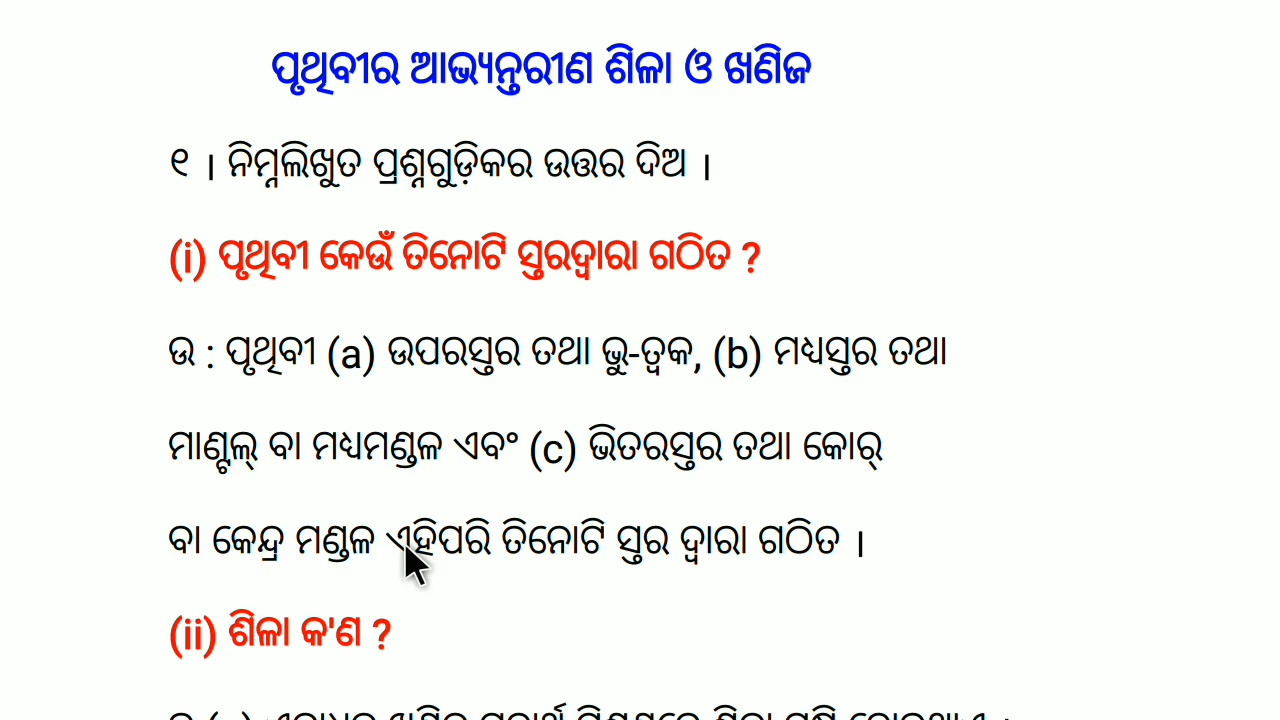 ପୃଥିବୀର ଆଭ୍ୟନ୍ତରୀଣ ଶିଳା ଓ ଖଣିଜ
୧ । ନିମ୍ନଲିଖୁତ ପ୍ରଶ୍ନଗୁଡ଼ିକର ଉତ୍ତର ଦିଅ ।
(i) ପୃଥିବୀ କେଉଁ ତିନୋଟି ସ୍ତରଦ୍ୱାରା ଗଠିତ ?
ଉ : ପୃଥିବୀ (a) ଉପରସ୍ତର ତଥା ଭୁ-ତ୍ୱକ, (b) ମଧ୍ୟସ୍ତର ତଥା
ମାଣ୍ଟଲ୍ ବା ମଧ୍ୟମଣ୍ଡଳ ଏବଂ (c) ଭିତରସ୍ତର ତଥା କୋର୍
ବା କେନ୍ଦ୍ର ମଣ୍ଡଳ ଏହିପରି ତିନୋଟି ସ୍ତର ଦ୍ୱାରା ଗଠିତ ।
(ii) ଶିଳା କ'ଣ ?